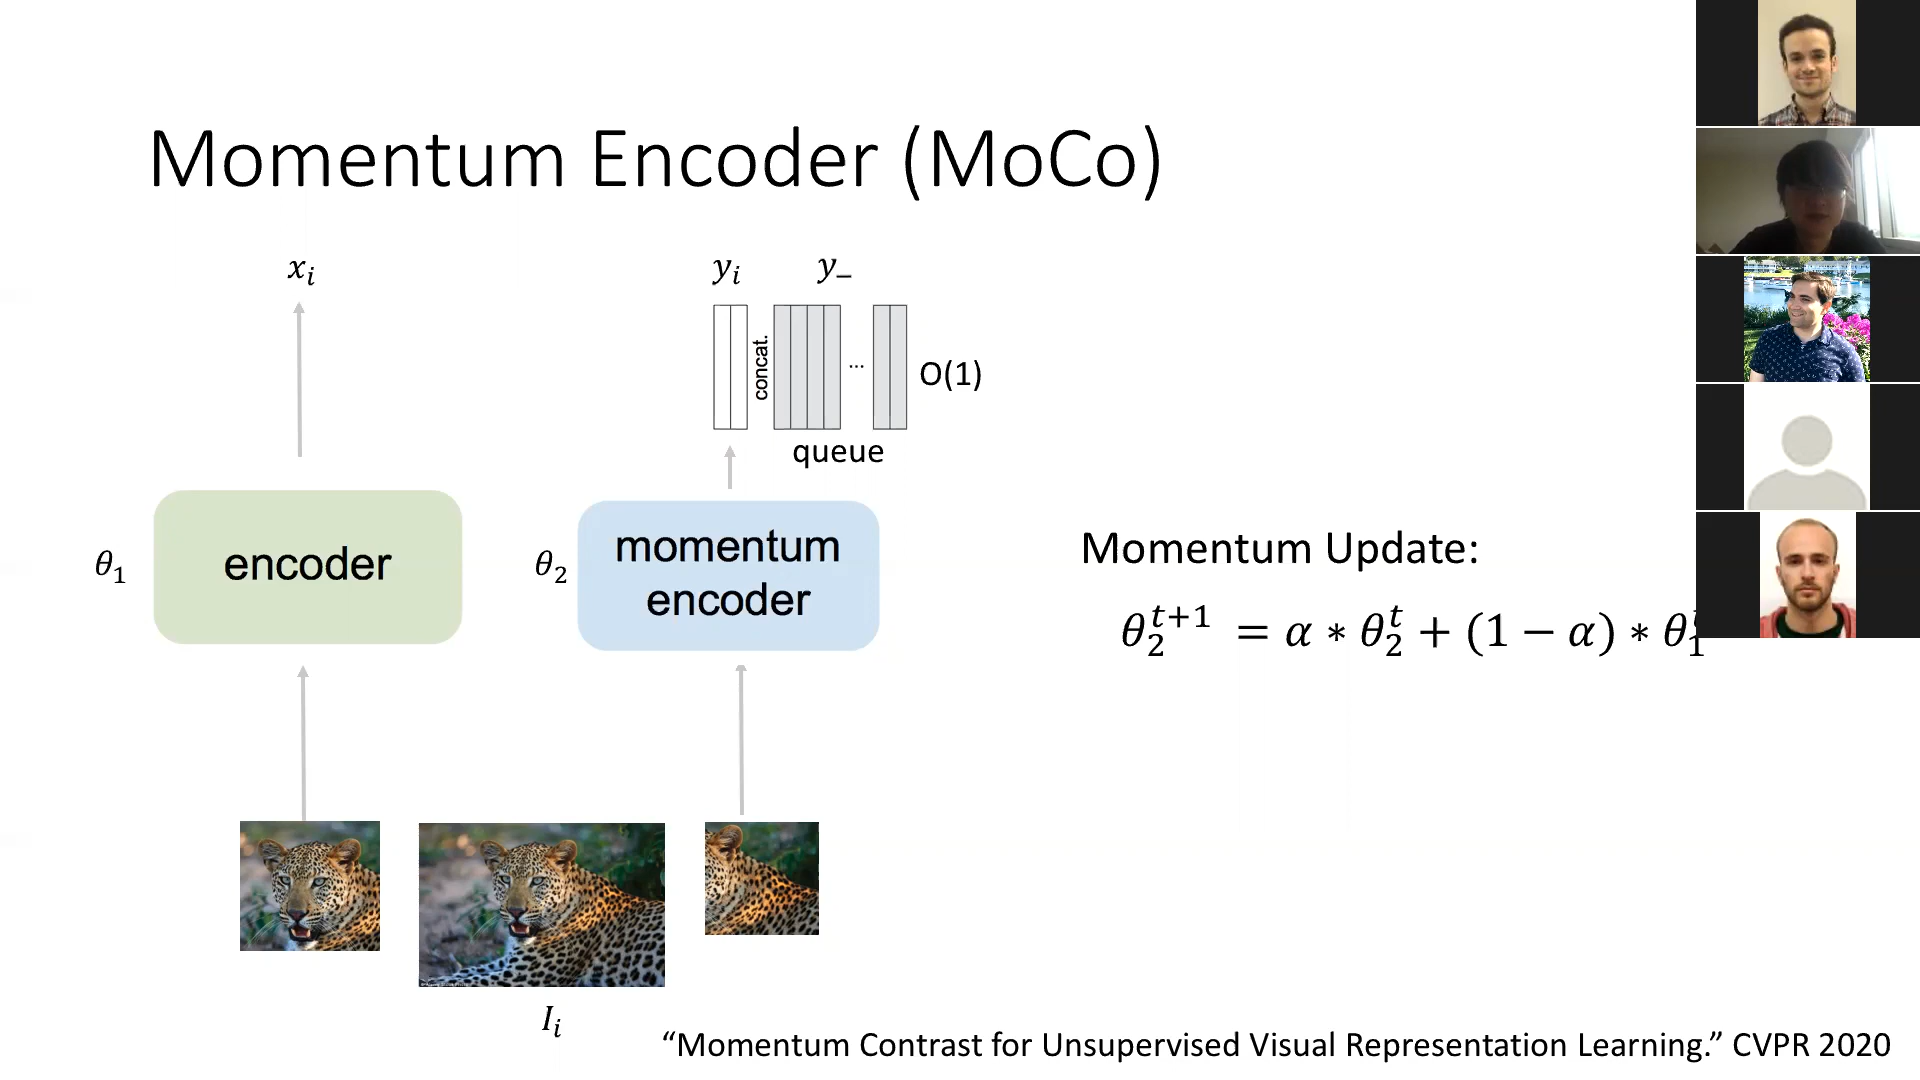 Momentum Encoder (MoCo)
xᵢ
yᵢ
y₋
concat.
...
O(1)
queue
θ₁
encoder
θ₂
momentum
encoder
Momentum Update:
θ₂ᵗ⁺¹ = α ∗ θ₂ᵗ + (1 − α) ∗ θ₁
Iᵢ
“Momentum Contrast for Unsupervised Visual Representation Learning.” CVPR 2020